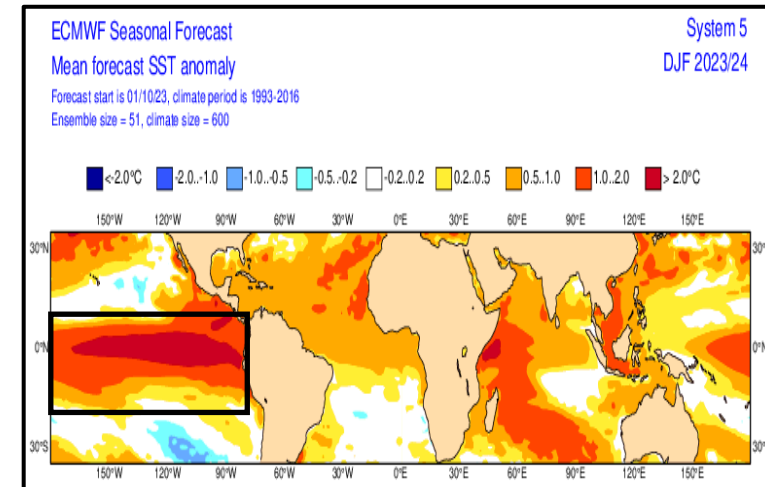 ECMWF Seasonal Forecast
System 5
Mean forecast SST anomaly
DJF 2023/24
Forecast start is 01/10/23, climate period is 1993-2016
Ensemble size = 51, climate size = 600
<-2.0°C -2.0..-1.0 -1.0..-0.5 -0.5..-0.2 -0.2..0.2 0.2..0.5 0.5..1.0 1.0..2.0 > 2.0°C
150°W 120°W 90°W 60°W 30°W 0°E 30°E 60°E 90°E 120°E 150°E
30°N 30°
0°N 0°
30°S 30°
150°W 120°W 90°W 60°W 30°W 0°E 30°E 60°E 90°E 120°E 150°E